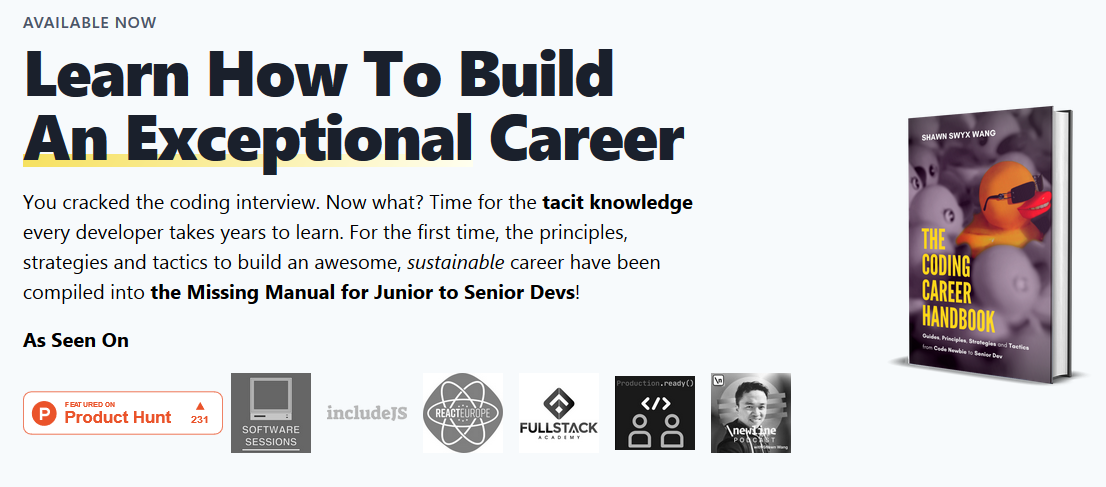 AVAILABLE NOW
Learn How To Build
An Exceptional Career
You cracked the coding interview. Now what? Time for the tacit knowledge
every developer takes years to learn. For the first time, the principles,
strategies and tactics to build an awesome, sustainable career have been
compiled into the Missing Manual for Junior to Senior Devs!
As Seen On
P
FEATURED ON
Product Hunt
▲
231
SOFTWARE
SESSIONS
includeJS
REACTEUROPE
FULLSTACK
ACADEMY
Production.ready()
</>
\n
\newline
PODCAST
SHAWN SWYX WANG
THE
CODING
CAREER
HANDBOOK
Guides, Principles, Strategies and Tactics
from Code Newbie to Senior Dev